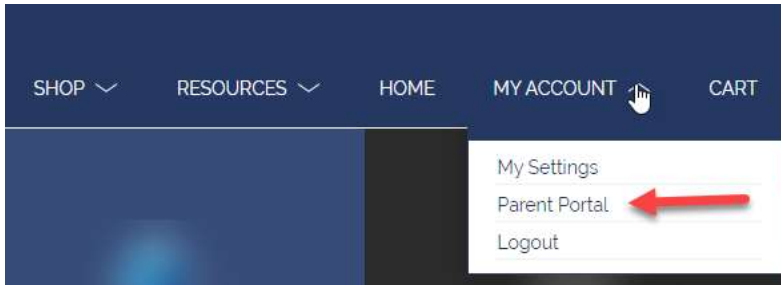 SHOP RESOURCES HOME MY ACCOUNT CART
My Settings
Parent Portal
Logout